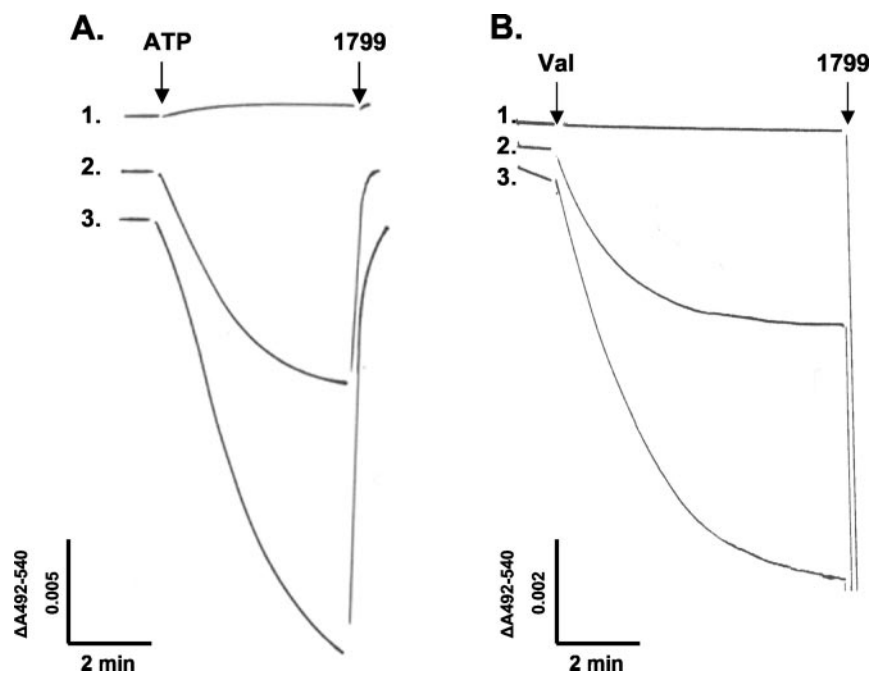 A.
ATP
1799
1.
2.
3.
ΔA492-540
0.005
2 min
B.
Val
1799
1.
2.
3.
ΔA492-540
0.002
2 min